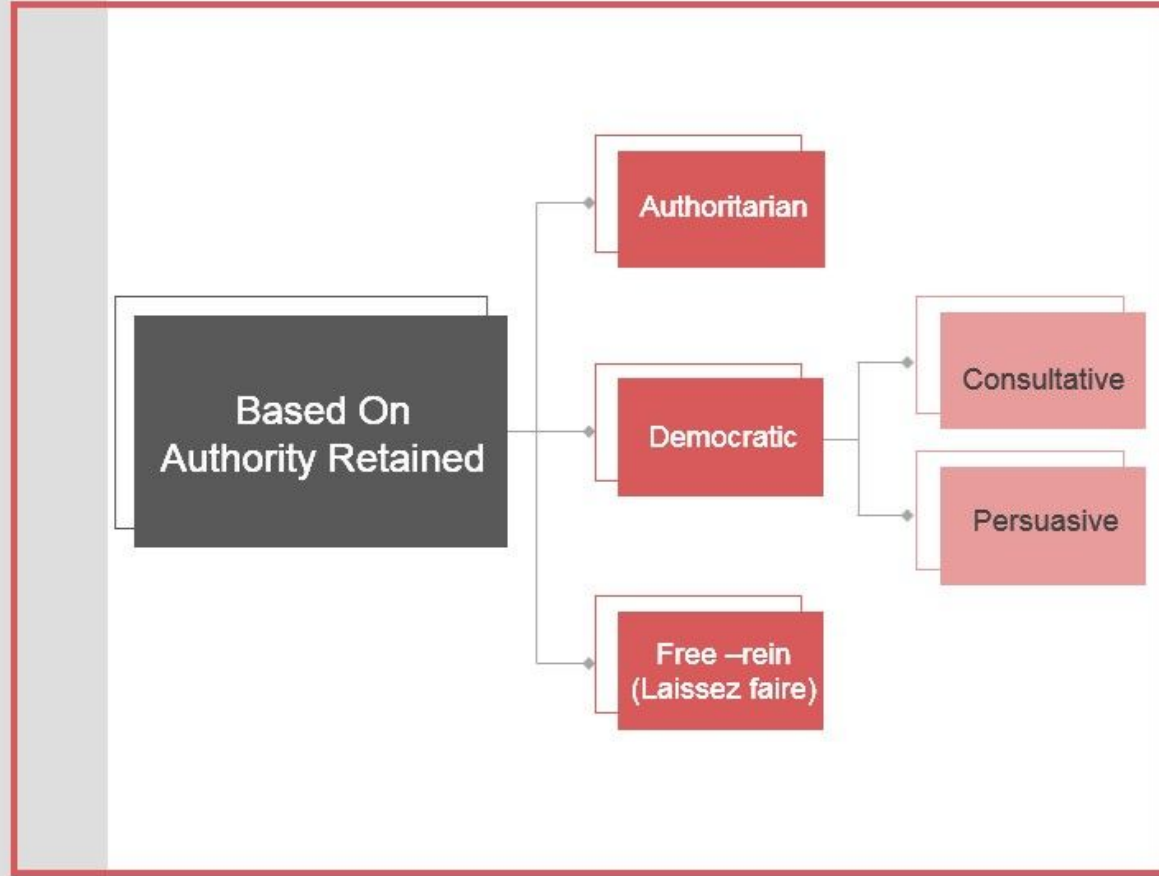 Based On
Authority Retained
Authoritarian
Democratic
Consultative
Persuasive
Free –rein
(Laissez faire)